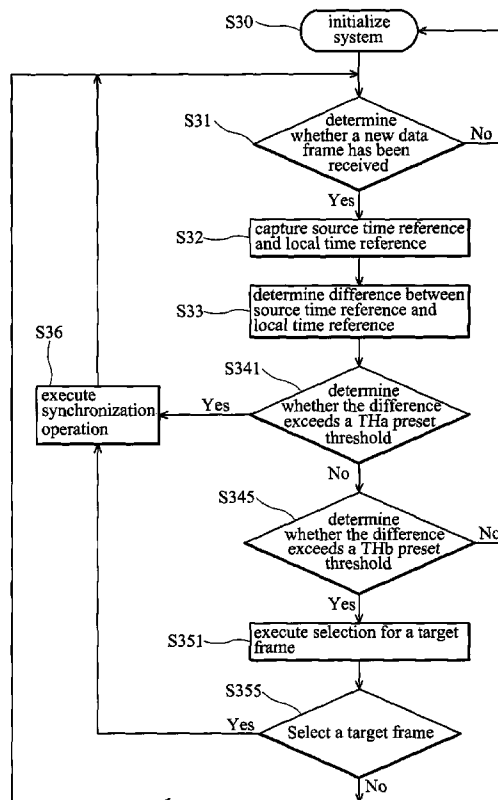 S30
initialize
system
S31
determine
whether a new data
frame has been
received
No
Yes
S32
capture source time reference
and local time reference
S33
determine difference between
source time reference and
local time reference
S36
execute
synchronization
operation
S341
determine
whether the difference
exceeds a THa preset
threshold
Yes
No
S345
determine
whether the difference
exceeds a THb preset
threshold
No
Yes
S351
execute selection for a target
frame
S355
Select a target frame
Yes
No